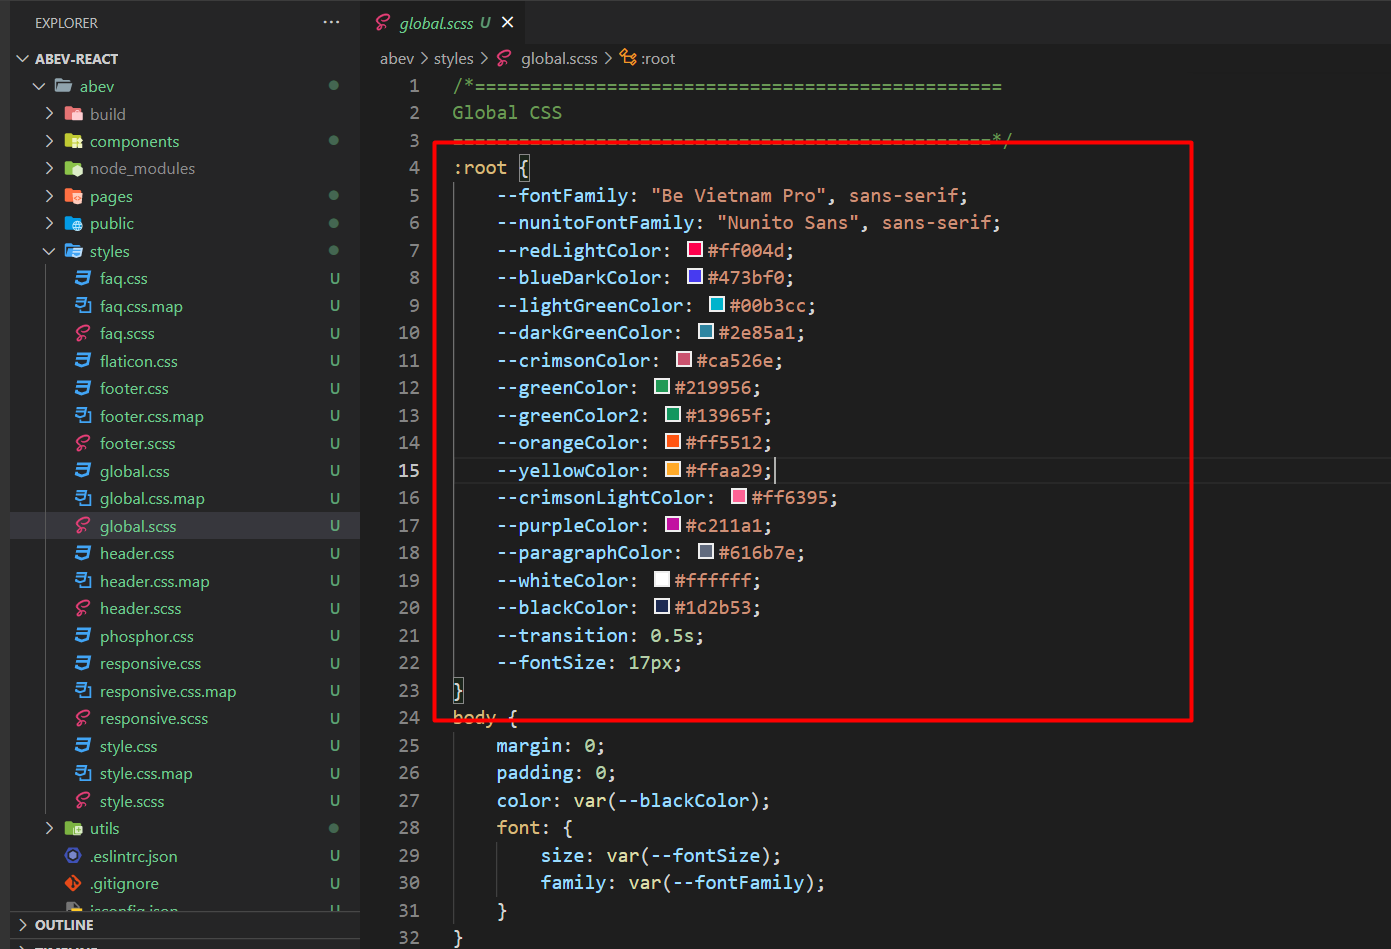 EXPLORER
...
ABEV-REACT
abev
build
components
node_modules
pages
public
styles
faq.css U
faq.css.map U
faq.scss U
flaticon.css U
footer.css U
footer.css.map U
footer.scss U
global.css U
global.css.map U
global.scss U
header.css U
header.css.map U
header.scss U
phosphor.css U
responsive.css U
responsive.css.map U
responsive.scss U
style.css U
style.css.map U
style.scss U
utils
.eslintrc.json U
.gitignore U
jsconfig.json U
OUTLINE
TIMELINE
global.scss U ×
abev > styles > global.scss > :root
1 /*================================================
2 Global CSS
3 =================================================*/
4 :root {
5 --fontFamily: "Be Vietnam Pro", sans-serif;
6 --nunitoFontFamily: "Nunito Sans", sans-serif;
7 --redLightColor: #ff004d;
8 --blueDarkColor: #473bf0;
9 --lightGreenColor: #00b3cc;
10 --darkGreenColor: #2e85a1;
11 --crimsonColor: #ca526e;
12 --greenColor: #219956;
13 --greenColor2: #13965f;
14 --orangeColor: #ff5512;
15 --yellowColor: #ffaa29;
16 --crimsonLightColor: #ff6395;
17 --purpleColor: #c211a1;
18 --paragraphColor: #616b7e;
19 --whiteColor: #ffffff;
20 --blackColor: #1d2b53;
21 --transition: 0.5s;
22 --fontSize: 17px;
23 }
24 body {
25 margin: 0;
26 padding: 0;
27 color: var(--blackColor);
28 font: {
29 size: var(--fontSize);
30 family: var(--fontFamily);
31 }
32 }